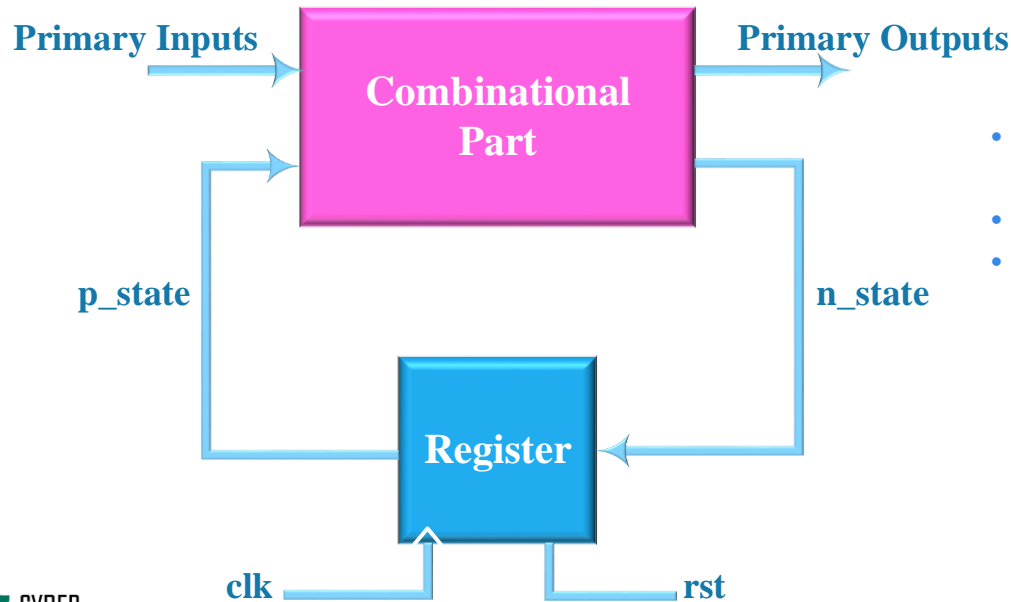 Primary Inputs
Primary Outputs
Combinational
Part
p_state
n_state
Register
clk
rst